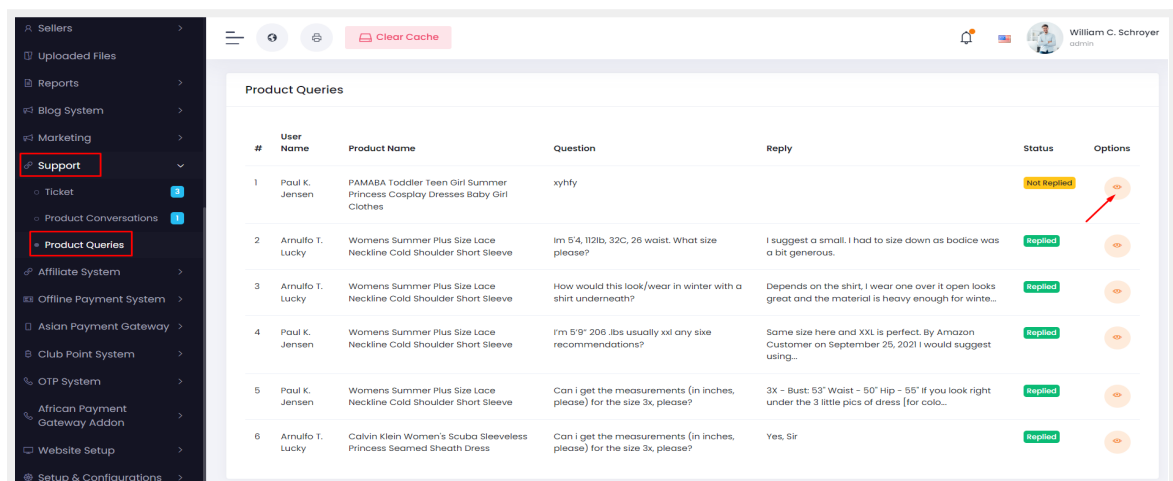 Sellers
Uploaded Files
Reports
Blog System
Marketing
Support
Ticket 3
Product Conversations 1
Product Queries
Affiliate System
Offline Payment System
Asian Payment Gateway
Club Point System
OTP System
African Payment
Gateway Addon
Website Setup
Setup & Configurations
Clear Cache
William C. Schroyer
admin
Product Queries
# User Name Product Name Question Reply Status Options
1 Paul K. PAMABA Toddler Teen Girl Summer xyhfy Not Replied
Jensen Princess Cosplay Dresses Baby Girl
Clothes
2 Arnulfo T. Womens Summer Plus Size Lace Im 5'4, 112lb, 32C, 26 waist. What size I suggest a small. I had to size down as bodice was Replied
Lucky Neckline Cold Shoulder Short Sleeve please? a bit generous.
3 Arnulfo T. Womens Summer Plus Size Lace How would this look/wear in winter with a Depends on the shirt, I wear one over it open looks Replied
Lucky Neckline Cold Shoulder Short Sleeve shirt underneath? great and the material is heavy enough for winte...
4 Paul K. Womens Summer Plus Size Lace I'm 5'9" 206 .lbs usually xxl any sixe Same size here and XXL is perfect. By Amazon Replied
Jensen Neckline Cold Shoulder Short Sleeve recommendations? Customer on September 25, 2021 I would suggest
using...
5 Paul K. Womens Summer Plus Size Lace Can i get the measurements (in inches, 3X - Bust: 53" Waist - 50" Hip - 55" If you look right Replied
Jensen Neckline Cold Shoulder Short Sleeve please) for the size 3x, please? under the 3 little pics of dress [for colo...
6 Arnulfo T. Calvin Klein Women's Scuba Sleeveless Can i get the measurements (in inches, Yes, Sir Replied
Lucky Princess Seamed Sheath Dress please) for the size 3x, please?